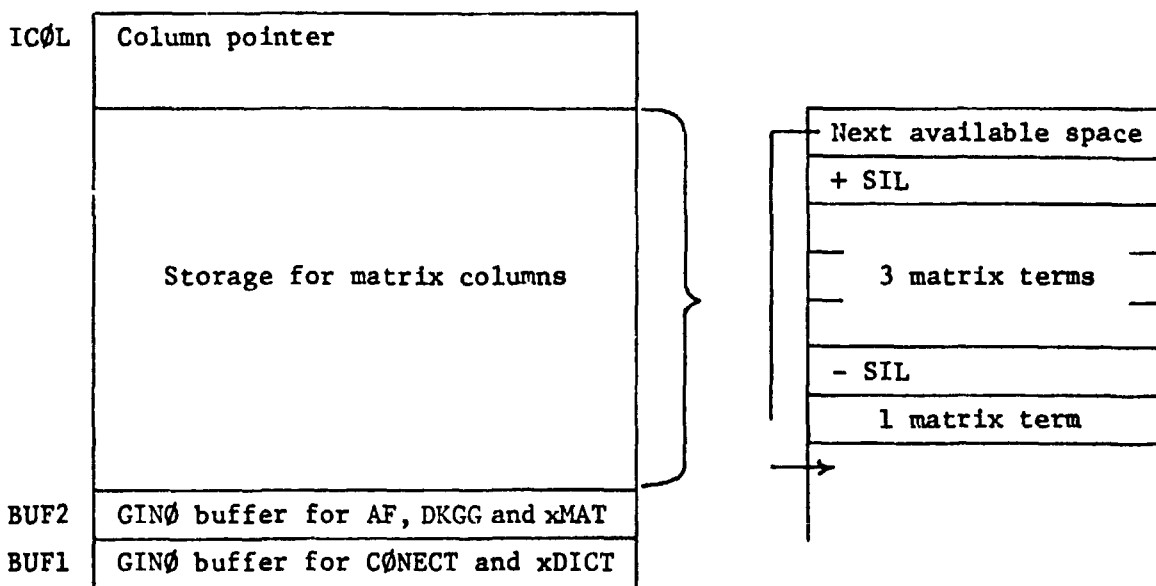 ICØL Column pointer
Storage for matrix columns
BUF2 GINØ buffer for AF, DKGG and xMAT
BUF1 GINØ buffer for CØNECT and xDICT
Next available space
+ SIL
3 matrix terms
- SIL
1 matrix term